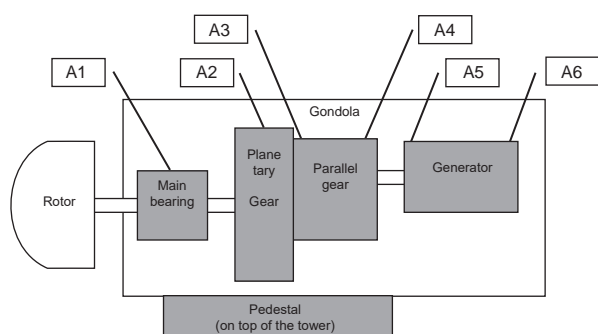 A3
A4
A1
A2
A5
A6
Gondola
Plane
tary
Gear
Parallel
gear
Generator
Main
bearing
Rotor
Pedestal
(on top of the tower)